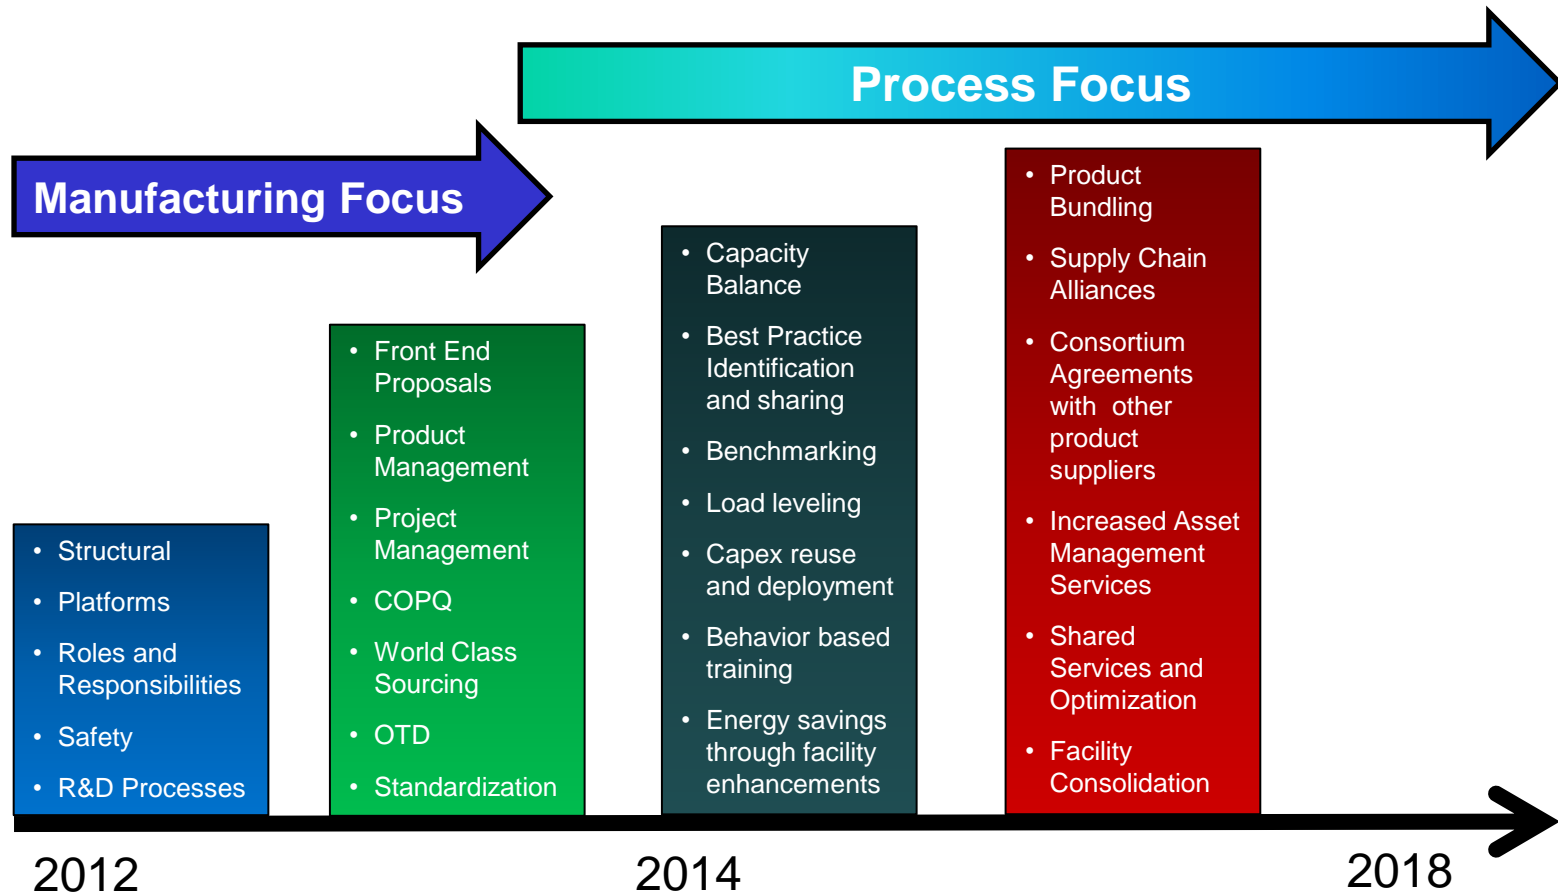 Process Focus
Manufacturing Focus
• Structural
• Platforms
• Roles and
Responsibilities
• Safety
• R&D Processes
• Front End
Proposals
• Product
Management
• Project
Management
• COPQ
• World Class
Sourcing
• OTD
• Standardization
• Capacity
Balance
• Best Practice
Identification
and sharing
• Benchmarking
• Load leveling
• Capex reuse
and deployment
• Behavior based
training
• Energy savings
through facility
enhancements
• Product
Bundling
• Supply Chain
Alliances
• Consortium
Agreements
with other
product
suppliers
• Increased Asset
Management
Services
• Shared
Services and
Optimization
• Facility
Consolidation
2012
2014
2018